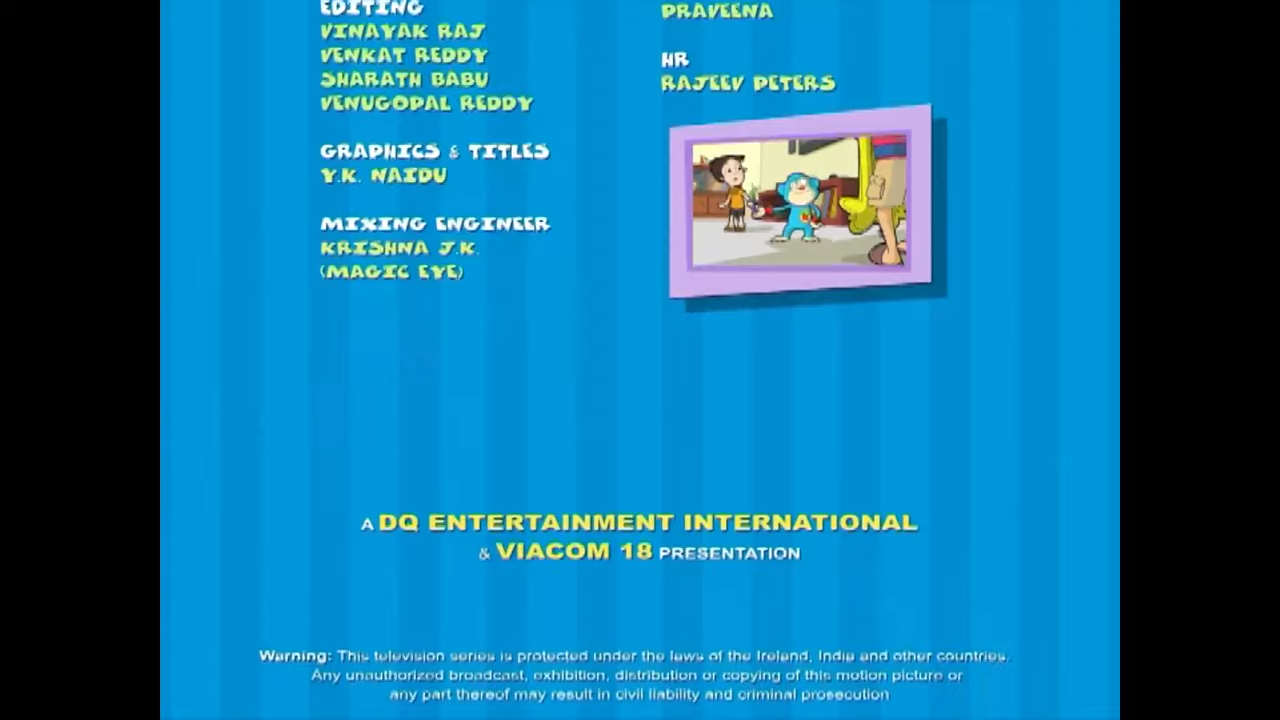 EDITING
VINAYAK RAJ
VENKAT REDDY
SHARATH BABU
VENUGOPAL REDDY
GRAPHICS & TITLES
Y.K. NAIDU
MIXING ENGINEER
KRISHNA J.K.
(MAGIC EYE)
PRAVEENA
HR
RAJEEV PETERS
A DQ ENTERTAINMENT INTERNATIONAL
& VIACOM 18 PRESENTATION
Warning: This television series is protected under the laws of the Ireland, India and other countries.
Any unauthorized broadcast, exhibition, distribution or copying of this motion picture or
any part thereof may result in civil liability and criminal prosecution